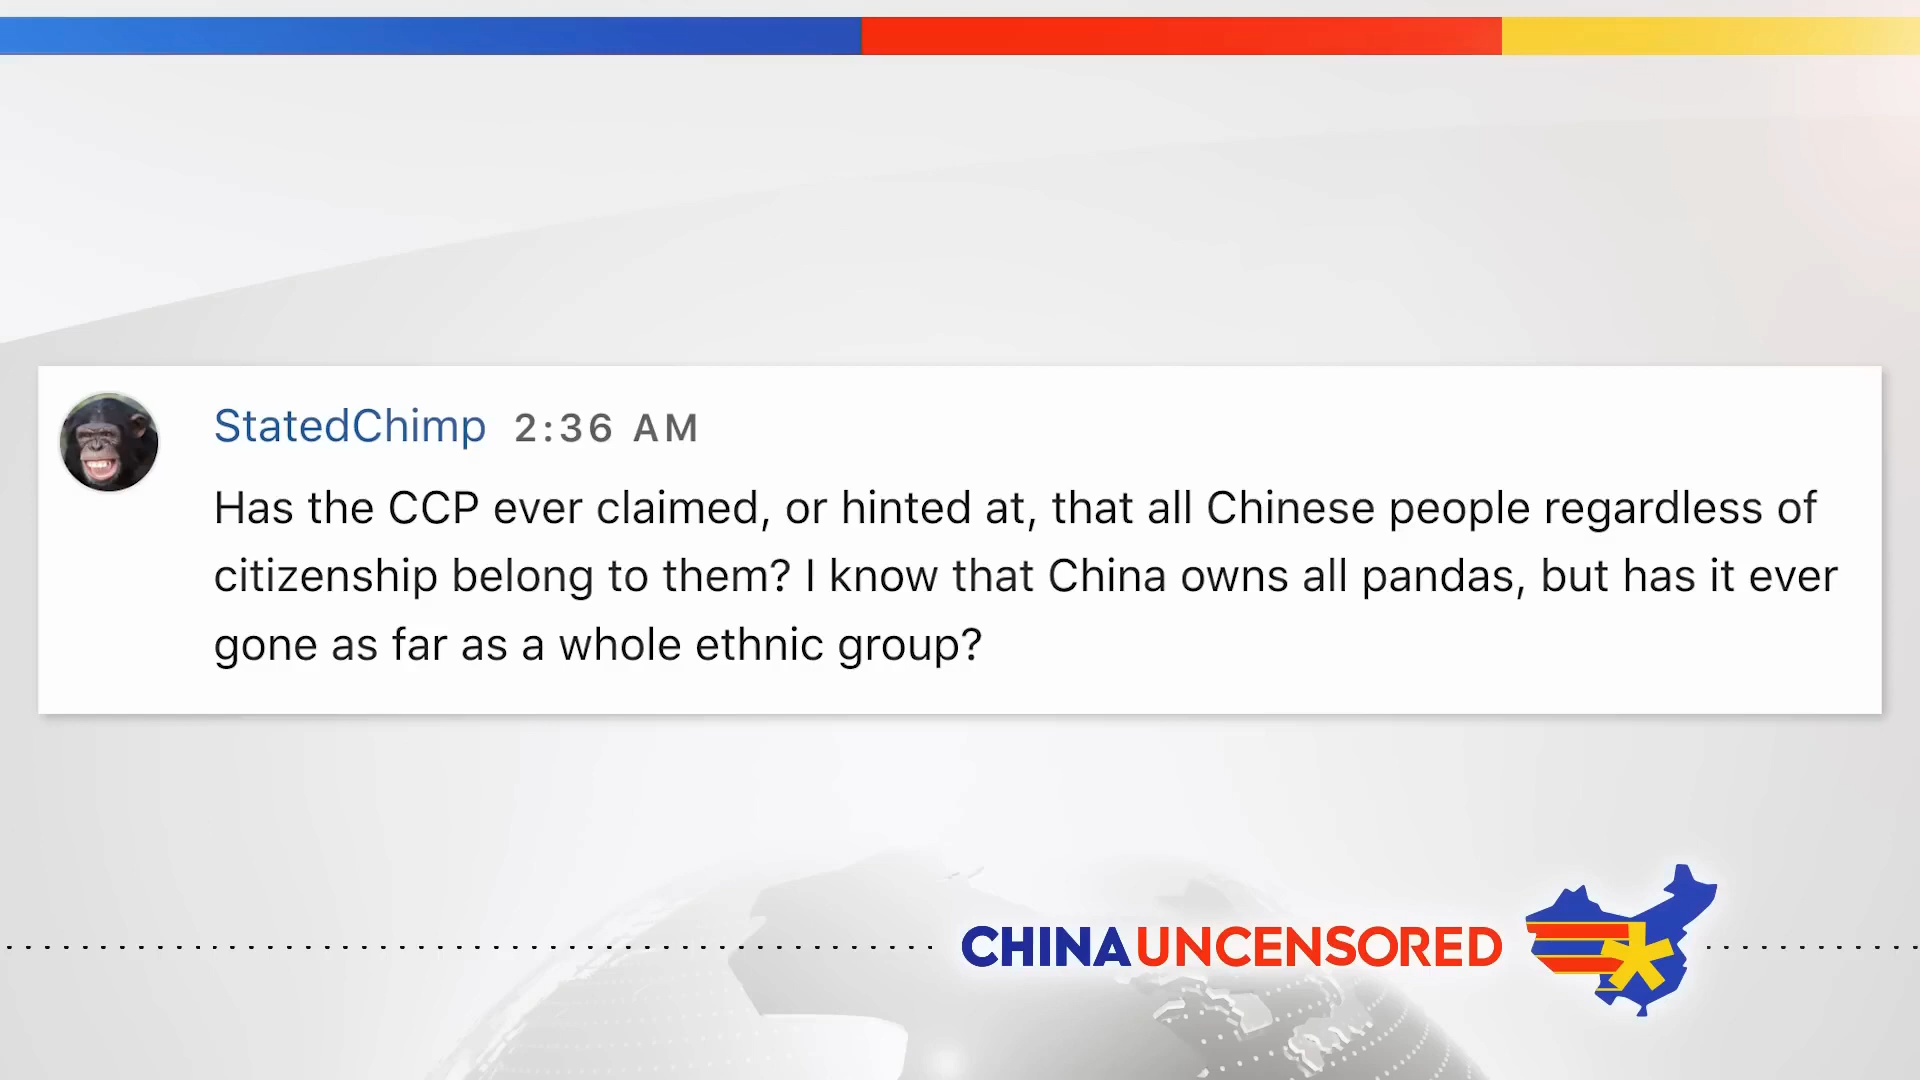 StatedChimp 2:36 AM
Has the CCP ever claimed, or hinted at, that all Chinese people regardless of
citizenship belong to them? I know that China owns all pandas, but has it ever
gone as far as a whole ethnic group?
CHINAUNCENSORED